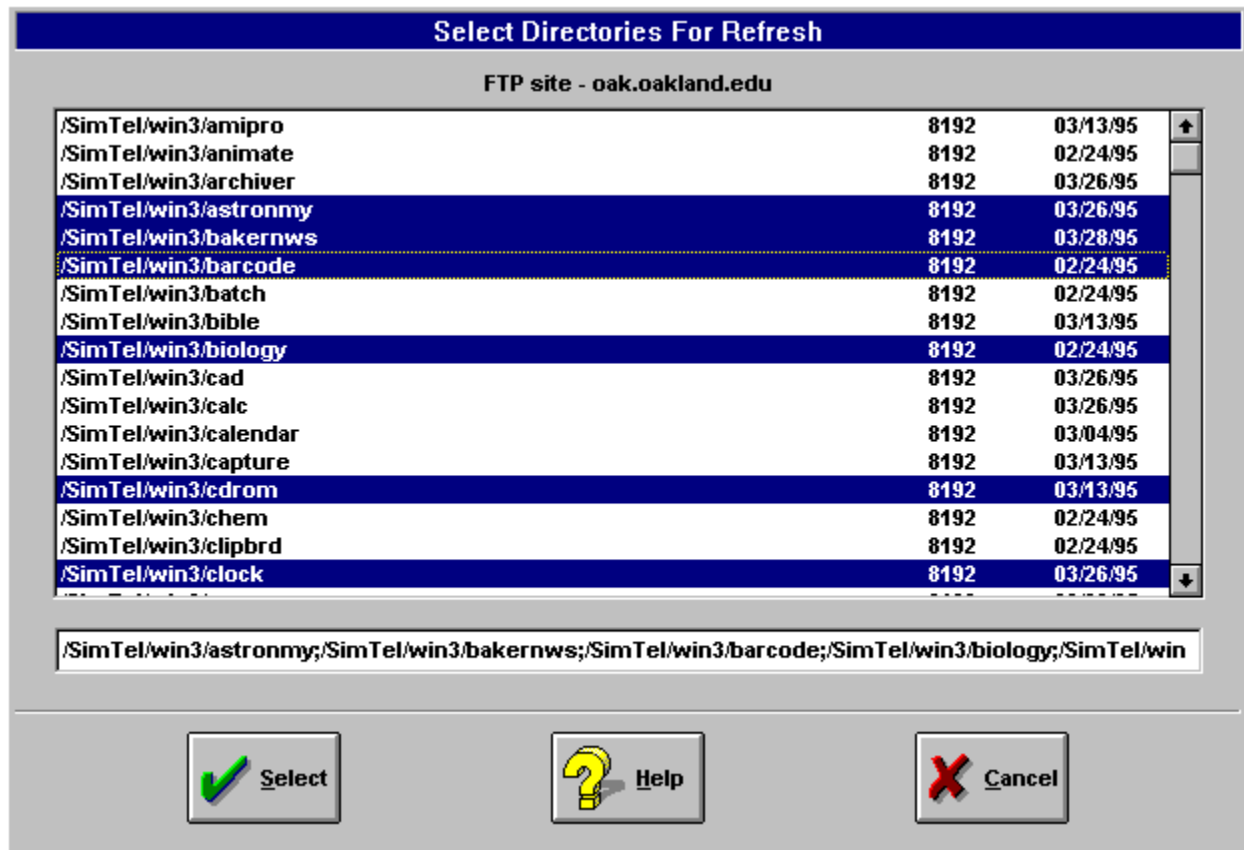 Select Directories For Refresh
FTP site - oak.oakland.edu
/SimTel/win3/amipro 8192 03/13/95
/SimTel/win3/animate 8192 02/24/95
/SimTel/win3/archiver 8192 03/26/95
/SimTel/win3/astronmy 8192 03/26/95
/SimTel/win3/bakernws 8192 03/28/95
/SimTel/win3/barcode 8192 02/24/95
/SimTel/win3/batch 8192 02/24/95
/SimTel/win3/bible 8192 03/13/95
/SimTel/win3/biology 8192 02/24/95
/SimTel/win3/cad 8192 03/26/95
/SimTel/win3/calc 8192 03/26/95
/SimTel/win3/calendar 8192 03/04/95
/SimTel/win3/capture 8192 03/13/95
/SimTel/win3/cdrom 8192 03/13/95
/SimTel/win3/chem 8192 02/24/95
/SimTel/win3/clipbrd 8192 02/24/95
/SimTel/win3/clock 8192 03/26/95
/SimTel/win3/astronmy;/SimTel/win3/bakernws;/SimTel/win3/barcode;/SimTel/win3/biology;/SimTel/win
Select Help Cancel